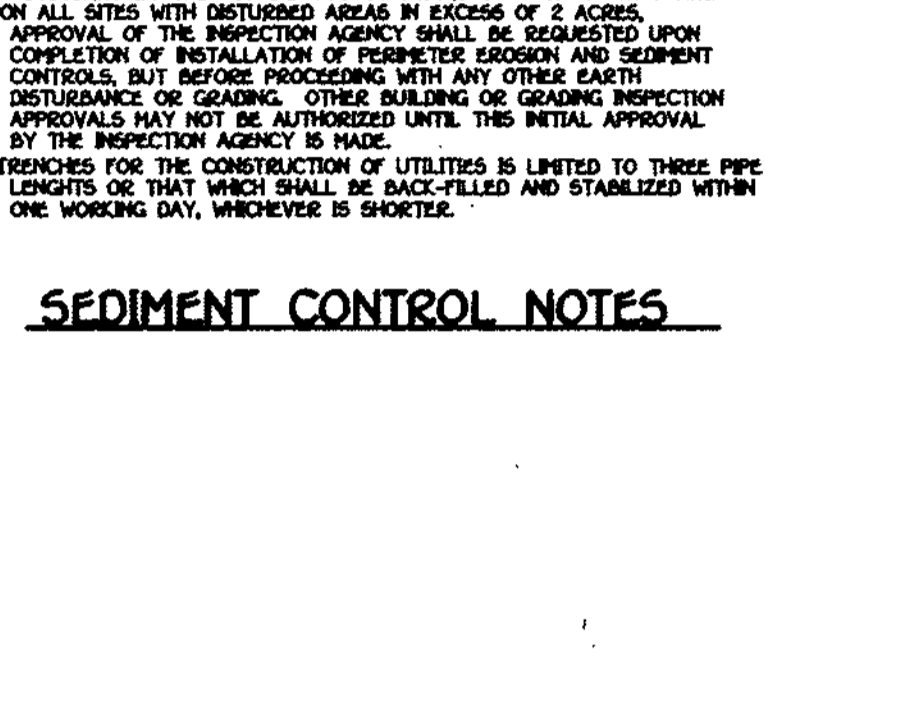 ON ALL SITES WITH DISTURBED AREAS IN EXCESS OF 2 ACRES,
APPROVAL OF THE INSPECTION AGENCY SHALL BE REQUESTED UPON
COMPLETION OF INSTALLATION OF PERIMETER EROSION AND SEDIMENT
CONTROLS, BUT BEFORE PROCEEDING WITH ANY OTHER EARTH
DISTURBANCE OR GRADING. OTHER BUILDING OR GRADING INSPECTION
APPROVALS MAY NOT BE AUTHORIZED UNTIL THIS INITIAL APPROVAL
BY THE INSPECTION AGENCY IS MADE.
TRENCHES FOR THE CONSTRUCTION OF UTILITIES IS LIMITED TO THREE PIPE
LENGHTS OR THAT WHICH SHALL BE BACK-FILLED AND STABILIZED WITHIN
ONE WORKING DAY, WHICHEVER IS SHORTER.
SEDIMENT CONTROL NOTES